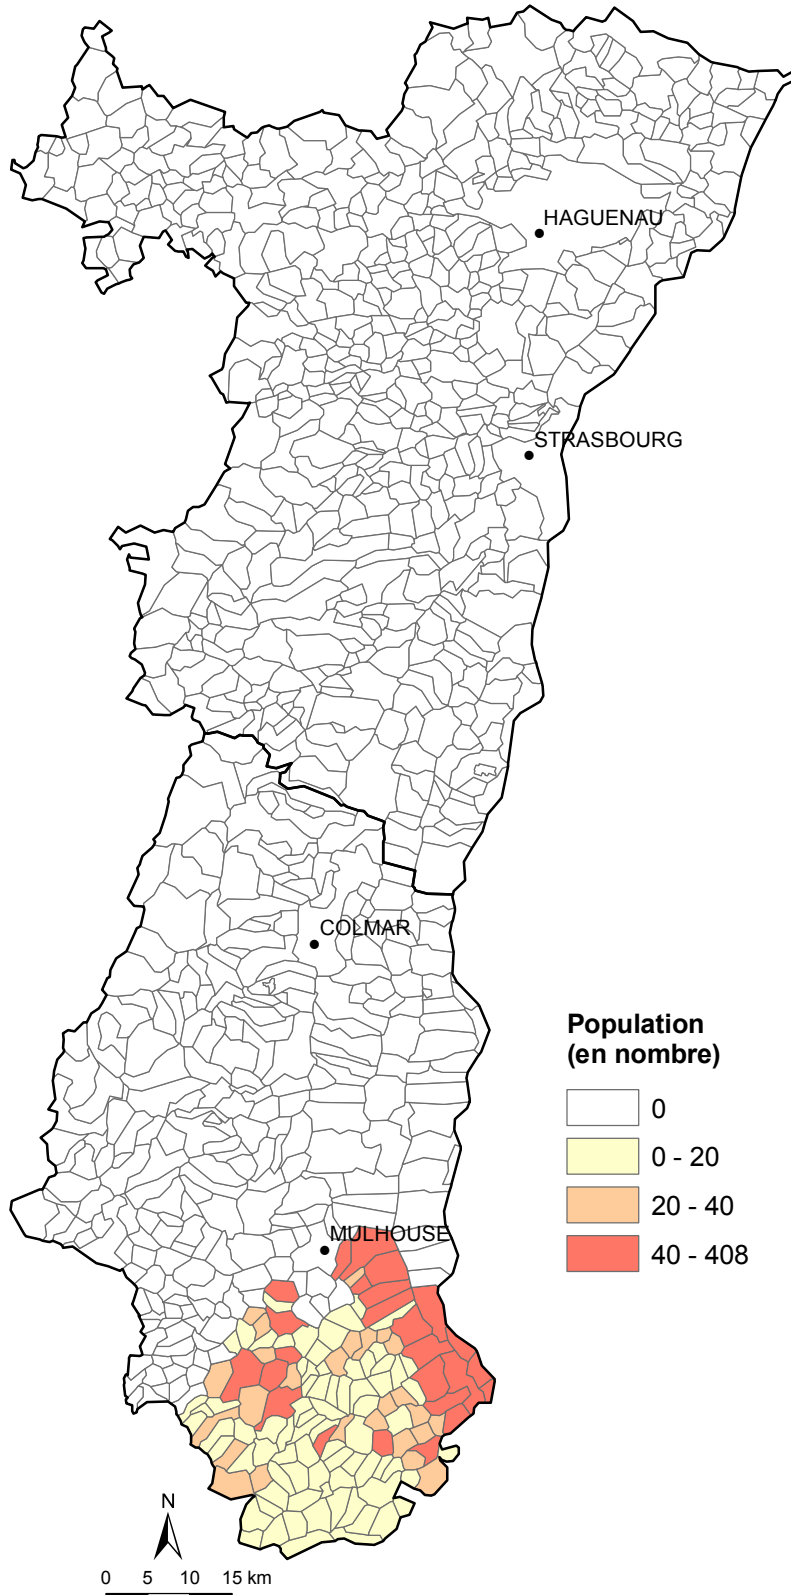 HAGUENAU
STRASBOURG
COLMAR
Population
(en nombre)
0
0 - 20
20 - 40
40 - 408
MULHOUSE
N
0 5 10 15 km